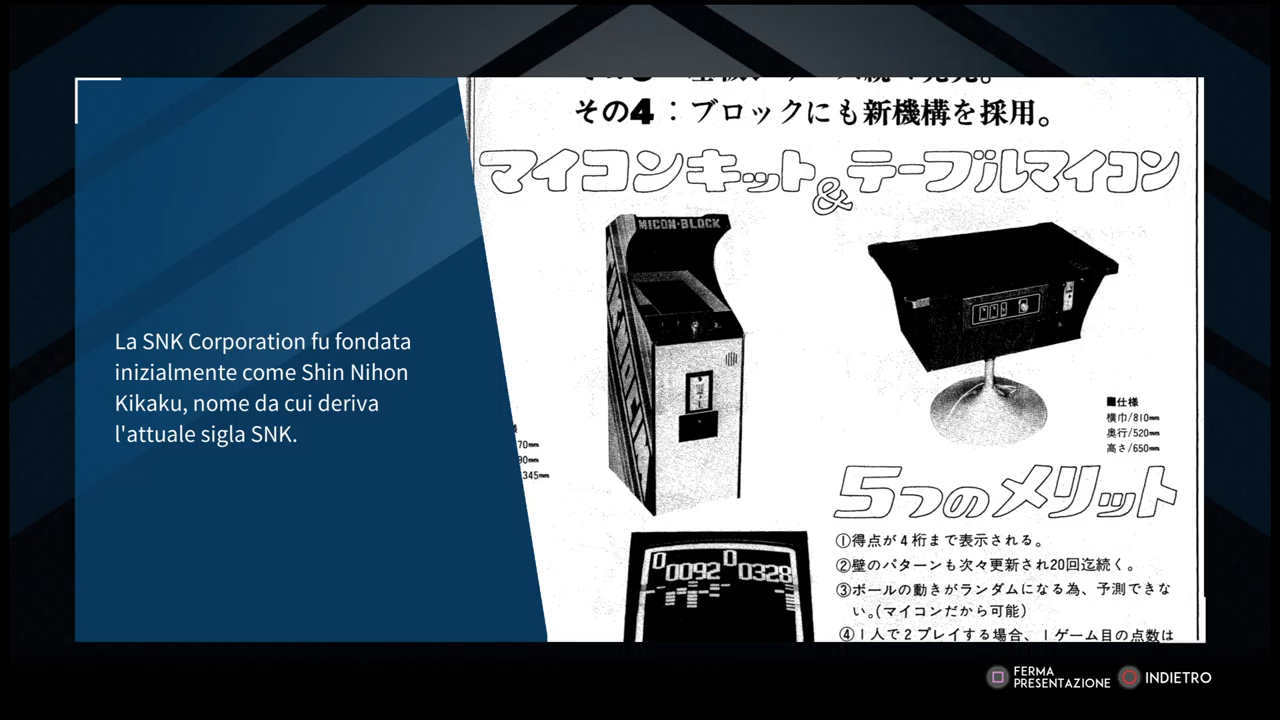 La SNK Corporation fu fondata
inizialmente come Shin Nihon
Kikaku, nome da cui deriva
l'attuale sigla SNK.
その4：ブロックにも新機構を採用。
マイコンキット&テーブルマイコン
MICON·BLOCK
■仕様
横巾/810mm
奥行/520mm
高さ/650mm
70mm
90mm
345mm
5つのメリット
①得点が4桁まで表示される。
②壁のパターンも次々更新され20回迄続く。
③ボールの動きがランダムになる為、予測できな
い。(マイコンだから可能)
④1人で2プレイする場合、1ゲーム目の点数は
0 0092 0 0328
FERMA
PRESENTAZIONE
INDIETRO